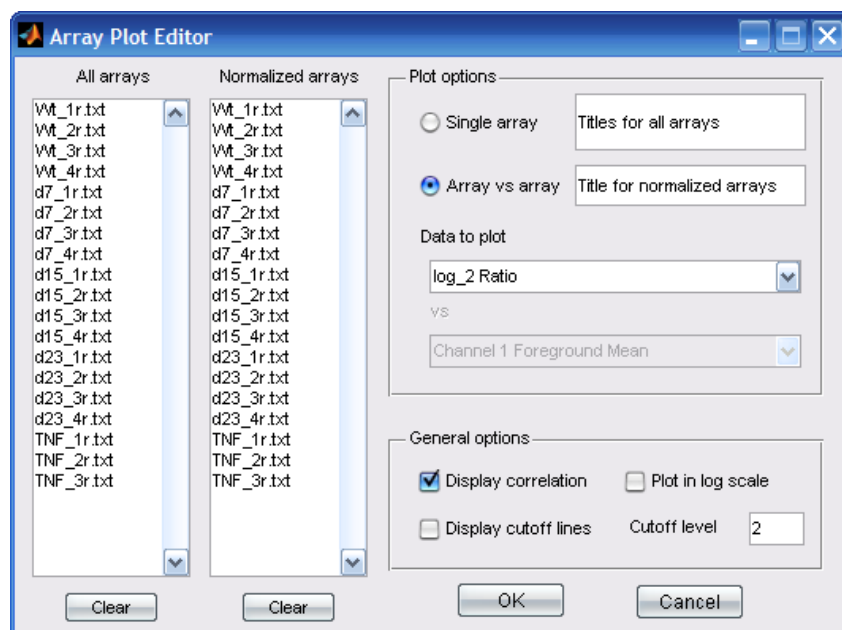 Array Plot Editor
All arrays
Wt_1r.txt
Wt_2r.txt
Wt_3r.txt
Wt_4r.txt
d7_1r.txt
d7_2r.txt
d7_3r.txt
d7_4r.txt
d15_1r.txt
d15_2r.txt
d15_3r.txt
d15_4r.txt
d23_1r.txt
d23_2r.txt
d23_3r.txt
d23_4r.txt
TNF_1r.txt
TNF_2r.txt
TNF_3r.txt
Clear
Normalized arrays
Wt_1r.txt
Wt_2r.txt
Wt_3r.txt
Wt_4r.txt
d7_1r.txt
d7_2r.txt
d7_3r.txt
d7_4r.txt
d15_1r.txt
d15_2r.txt
d15_3r.txt
d15_4r.txt
d23_1r.txt
d23_2r.txt
d23_3r.txt
d23_4r.txt
TNF_1r.txt
TNF_2r.txt
TNF_3r.txt
Clear
Plot options
Single array
Titles for all arrays
Array vs array
Title for normalized arrays
Data to plot
log_2 Ratio
vs
Channel 1 Foreground Mean
General options
Display correlation
Plot in log scale
Display cutoff lines
Cutoff level
2
OK
Cancel